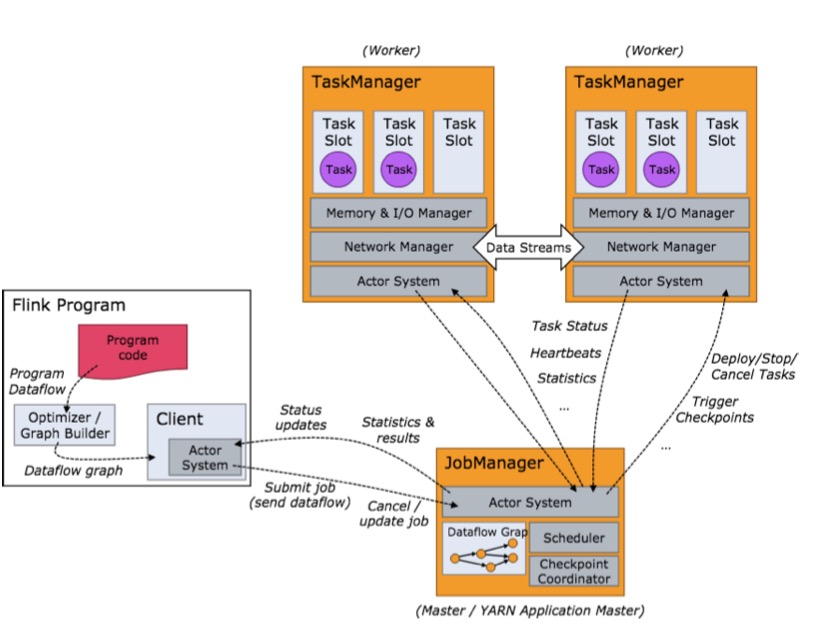 (Worker)
(Worker)
TaskManager
TaskManager
Task
Slot
Task
Task
Slot
Task
Task
Slot
Task
Slot
Task
Task
Slot
Task
Task
Slot
Memory & I/O Manager
Memory & I/O Manager
Network Manager
Data Streams
Network Manager
Actor System
Actor System
Flink Program
Program
code
Program
Dataflow
Optimizer /
Graph Builder
Client
Actor
System
Dataflow graph
Status
updates
Statistics &
results
Submit job
(send dataflow)
Cancel /
update job
Task Status
Heartbeats
Statistics
...
Deploy/Stop/
Cancel Tasks
Trigger
Checkpoints
...
JobManager
Actor System
Dataflow Grap
Scheduler
Checkpoint
Coordinator
(Master / YARN Application Master)